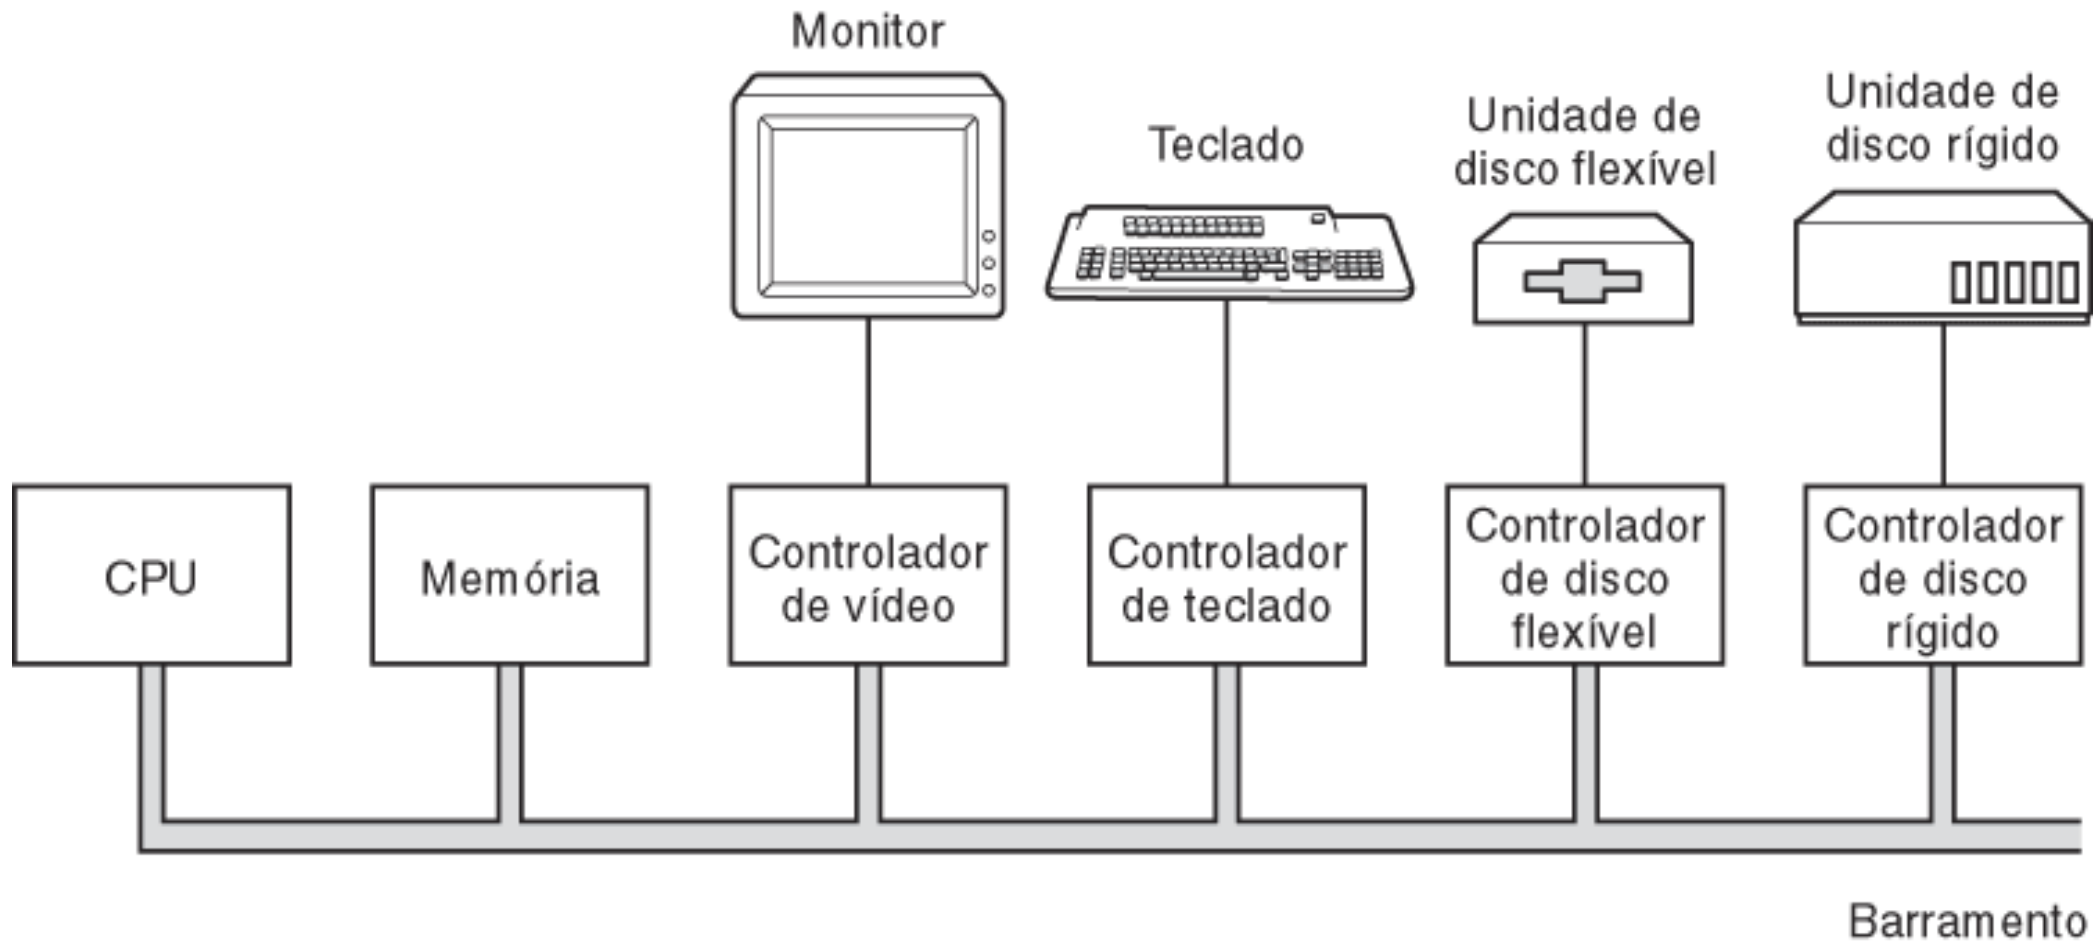 Monitor
Teclado
Unidade de
disco flexível
Unidade de
disco rígido
CPU
Memória
Controlador
de vídeo
Controlador
de teclado
Controlador
de disco
flexível
Controlador
de disco
rígido
Barramento